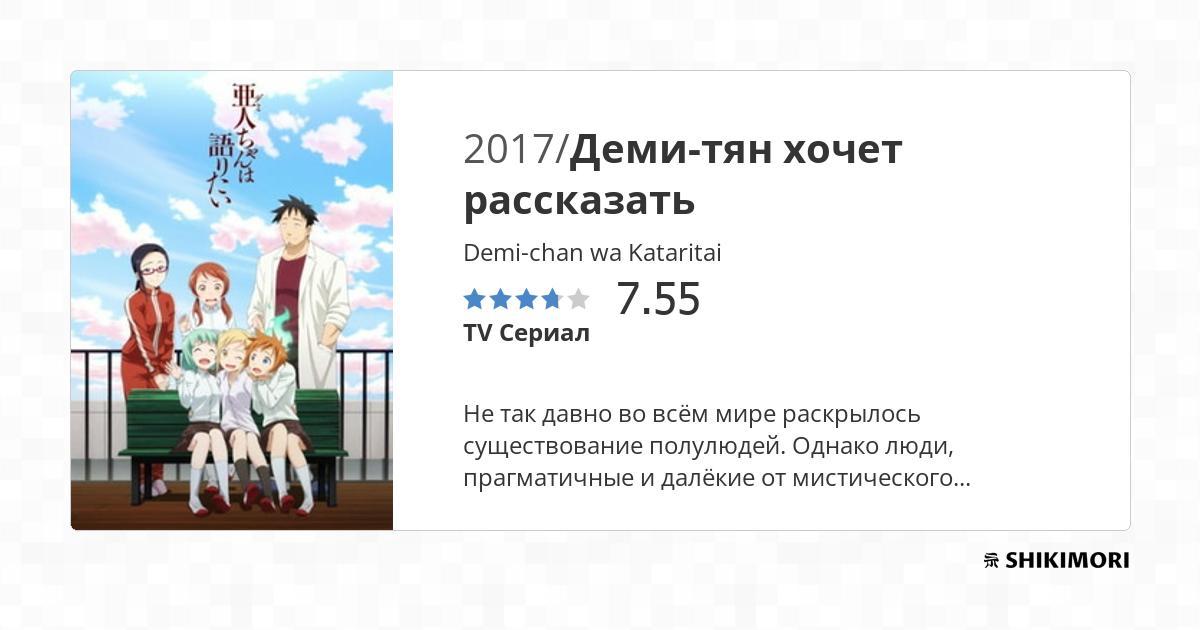 亜人ちゃんは
デミ
語りたい
2017/Деми-тян хочет
рассказать
Demi-chan wa Kataritai
7.55
TV Сериал
Не так давно во всём мире раскрылось
существование полулюдей. Однако люди,
прагматичные и далёкие от мистического...
SHIKIMORI